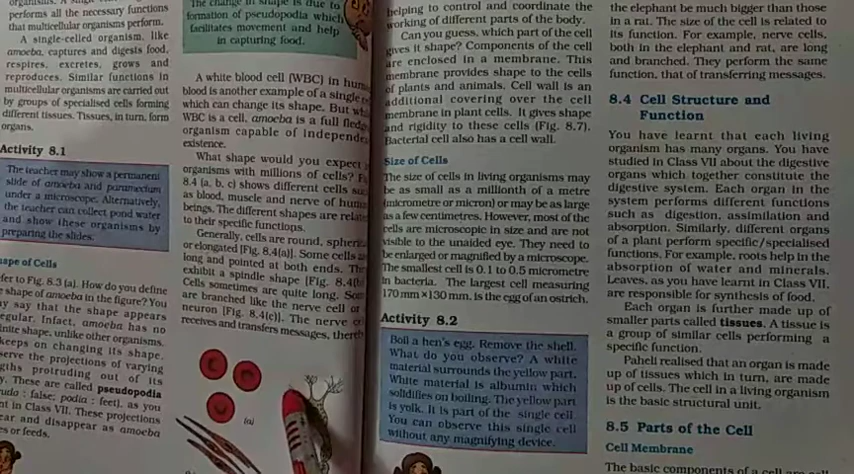 performs all the necessary functions
that multicellular organisms perform.
A single-celled organism, like
amoeba, captures and digests food,
respires, excretes, grows and
reproduces. Similar functions in
multicellular organisms are carried out
by groups of specialised cells forming
different tissues. Tissues, in turn, form
organs.
Activity 8.1
The teacher may show a permanent
slide of amoeba and paramecium
under a microscope. Alternatively,
the teacher can collect pond water
and show these organisms by
preparing the slides.
ape of Cells
fer to Fig. 8.3 (a). How do you define
shape of amoeba in the figure? You
y say that the shape appears
egular. Infact, amoeba has no
inite shape, unlike other organisms.
keeps on changing its shape.
serve the projections of varying
gths protruding out of its
y. These are called pseudopodia
udo : false; podia : feet), as you
nt in Class VII. These projections
ear and disappear as amoeba
es or feeds.
The change in shape is due to
formation of pseudopodia which
facilitates movement and help
in capturing food.
A white blood cell (WBC) in hum
blood is another example of a single c
which can change its shape. But wh
WBC is a cell, amoeba is a full fledg
organism capable of independe
existence.
What shape would you expect
organisms with millions of cells?
8.4 (a, b, c) shows different cells su
as blood, muscle and nerve of hum
beings. The different shapes are relat
to their specific functions.
Generally, cells are round, spheric
or elongated [Fig. 8.4(a)]. Some cells a
long and pointed at both ends. The
exhibit a spindle shape [Fig. 8.4(b)
Cells sometimes are quite long. Som
are branched like the nerve cell or
neuron [Fig. 8.4(c)]. The nerve c
receives and transfers messages, thereb
(a)
helping to control and coordinate the
working of different parts of the body.
Can you guess, which part of the cell
gives it shape? Components of the cell
are enclosed in a membrane. This
membrane provides shape to the cells
of plants and animals. Cell wall is an
additional covering over the cell
membrane in plant cells. It gives shape
and rigidity to these cells (Fig. 8.7).
Bacterial cell also has a cell wall.
Size of Cells
The size of cells in living organisms may
be as small as a millionth of a metre
(micrometre or micron) or may be as large
as a few centimetres. However, most of the
cells are microscopic in size and are not
visible to the unaided eye. They need to
be enlarged or magnified by a microscope.
The smallest cell is 0.1 to 0.5 micrometre
in bacteria. The largest cell measuring
170 mm × 130 mm, is the egg of an ostrich.
Activity 8.2
Boil a hen's egg. Remove the shell.
What do you observe? A white
material surrounds the yellow part.
White material is albumin which
solidifies on boiling. The yellow part
is yolk. It is part of the single cell
You can observe this single cell
without any magnifying device.
the elephant be much bigger than those
in a rat. The size of the cell is related to
its function. For example, nerve cells,
both in the elephant and rat, are long
and branched. They perform the same
function, that of transferring messages.
8.4 Cell Structure and
Function
You have learnt that each living
organism has many organs. You have
studied in Class VII about the digestive
organs which together constitute the
digestive system. Each organ in the
system performs different functions
such as digestion, assimilation and
absorption. Similarly, different organs
of a plant perform specific/specialised
functions. For example, roots help in the
absorption of water and minerals.
Leaves, as you have learnt in Class VII,
are responsible for synthesis of food.
Each organ is further made up of
smaller parts called tissues. A tissue is
a group of similar cells performing a
specific function.
Paheli realised that an organ is made
up of tissues which in turn, are made
up of cells. The cell in a living organism
is the basic structural unit.
8.5 Parts of the Cell
Cell Membrane
The basic components of a cell are